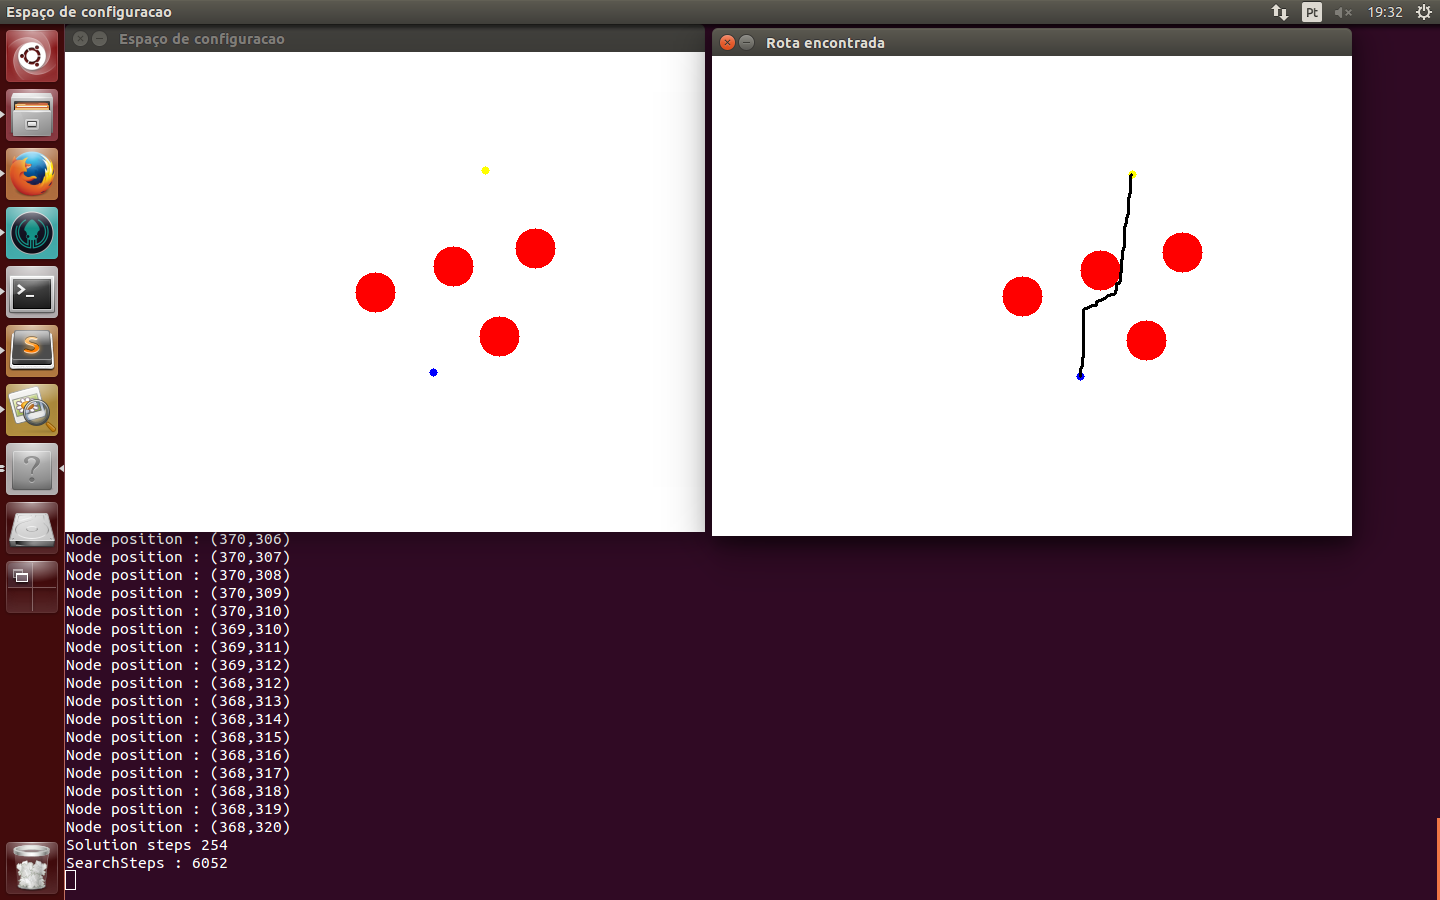 Espaço de configuracao
Pt
19:32
Espaço de configuracao
Rota encontrada
Node position : (370,306)
Node position : (370,307)
Node position : (370,308)
Node position : (370,309)
Node position : (370,310)
Node position : (369,310)
Node position : (369,311)
Node position : (369,312)
Node position : (368,312)
Node position : (368,313)
Node position : (368,314)
Node position : (368,315)
Node position : (368,316)
Node position : (368,317)
Node position : (368,318)
Node position : (368,319)
Node position : (368,320)
Solution steps 254
SearchSteps : 6052